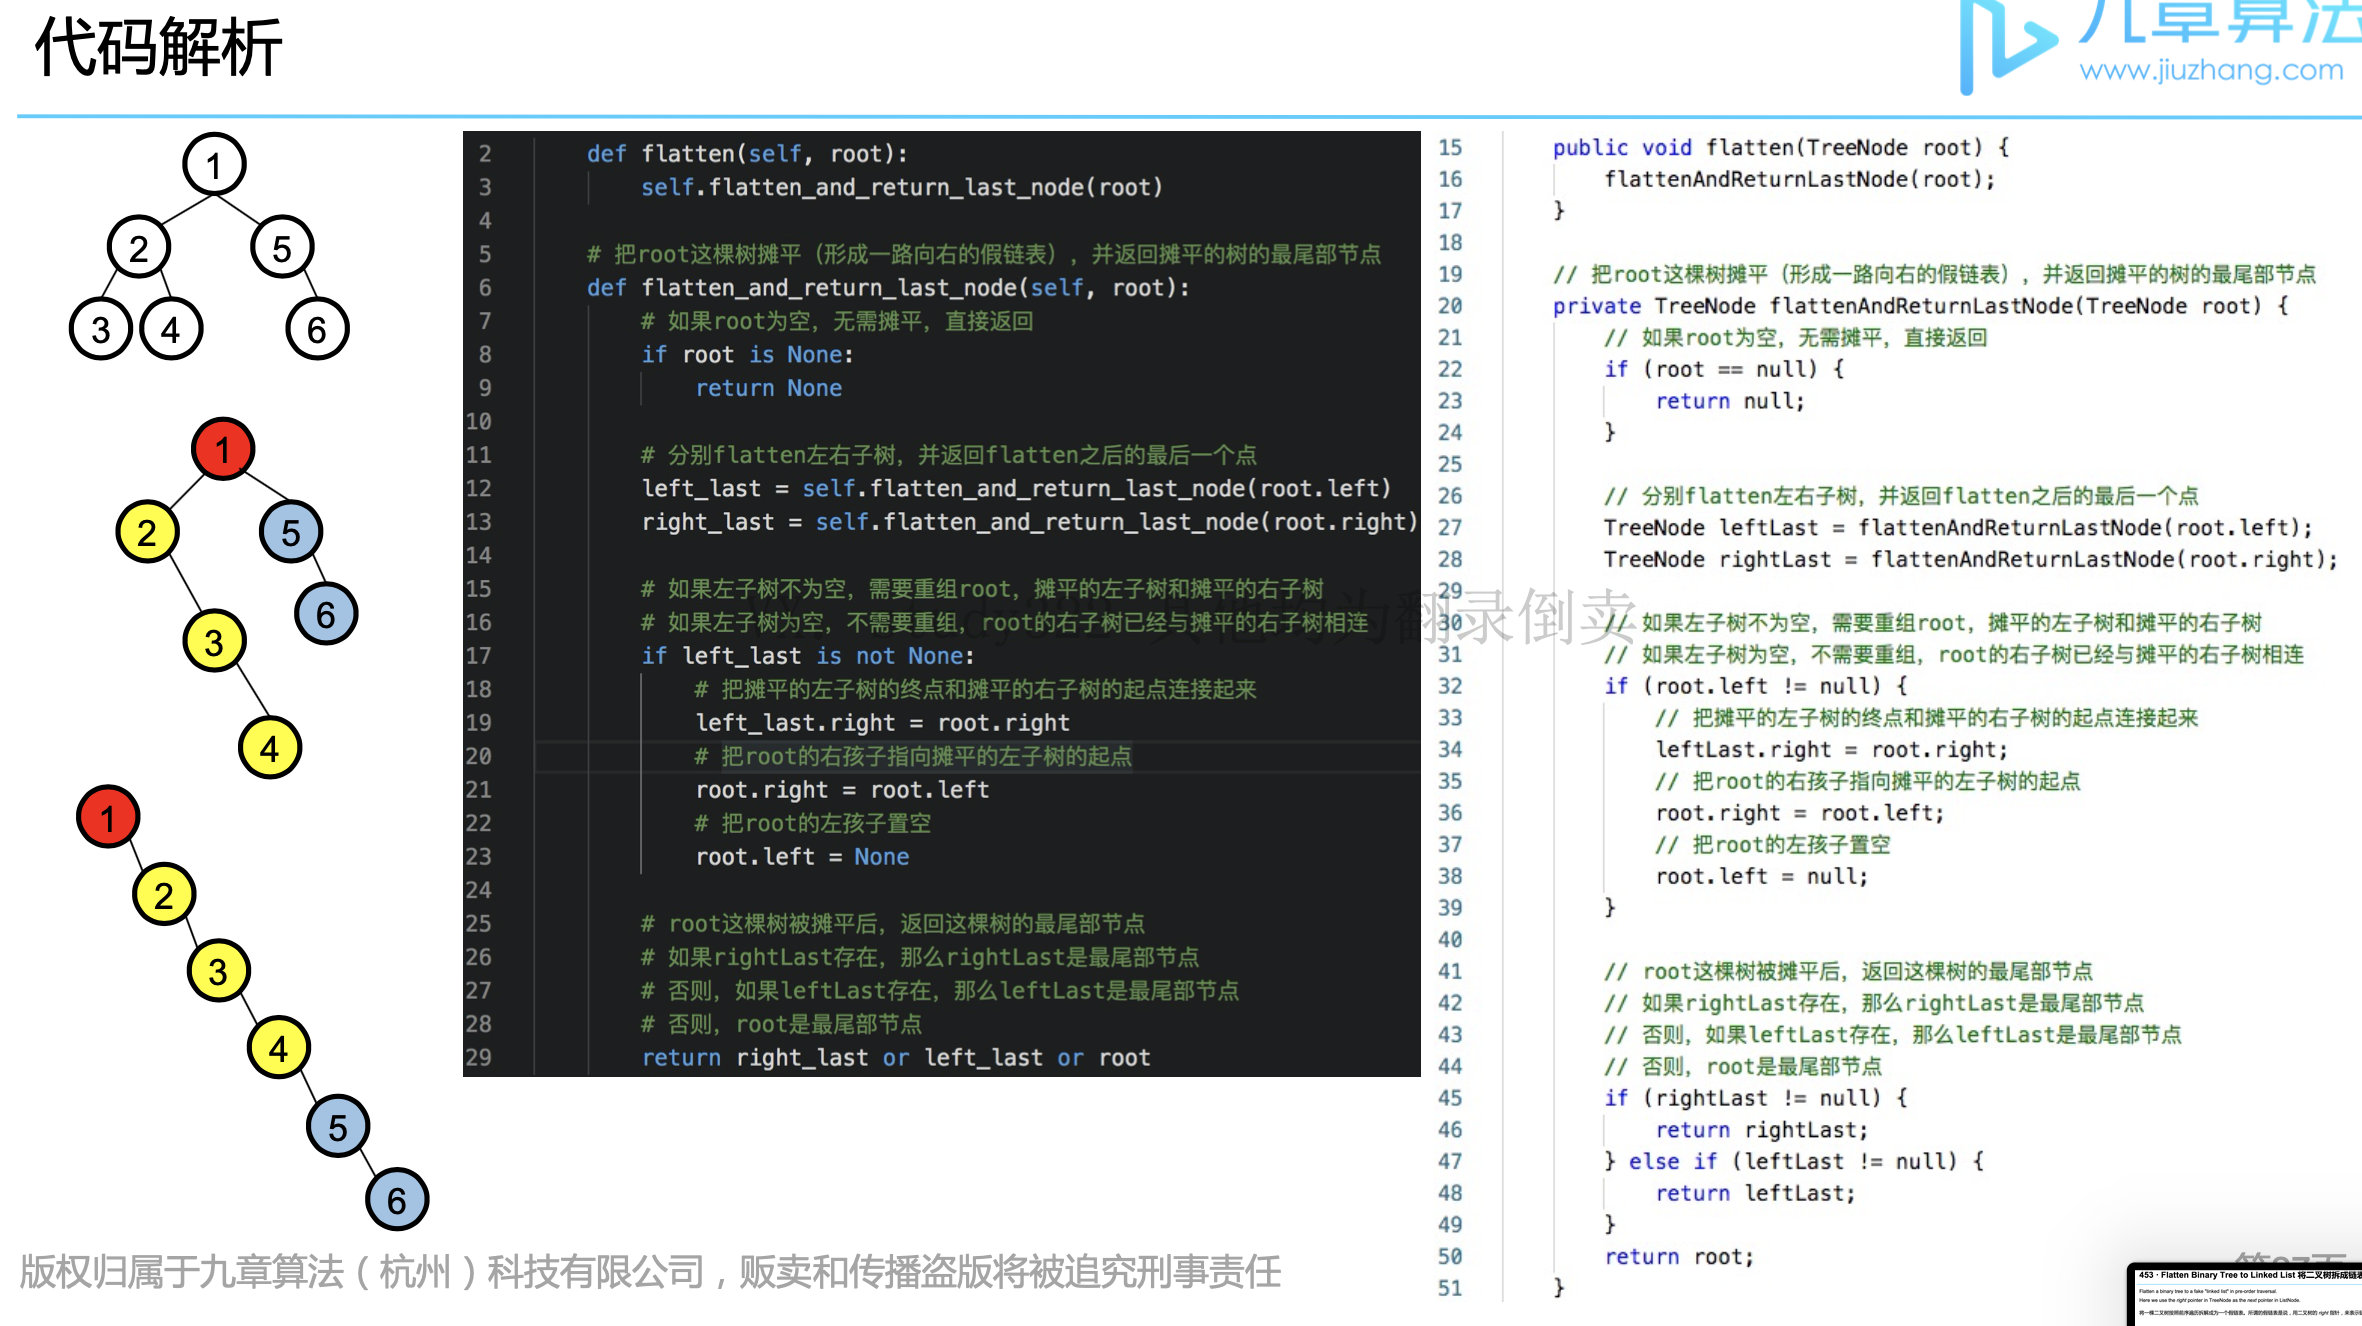 代码解析
九章算法
www.jiuzhang.com
1
2
5
3
4
6
1
2
5
3
6
4
1
2
3
4
5
6
2 def flatten(self, root):
3 self.flatten_and_return_last_node(root)
4
5 # 把root这棵树摊平（形成一路向右的假链表）, 并返回摊平的树的最尾部节点
6 def flatten_and_return_last_node(self, root):
7 # 如果root为空，无需摊平，直接返回
8 if root is None:
9 return None
10
11 # 分别flatten左右子树，并返回flatten之后的最后一个点
12 left_last = self.flatten_and_return_last_node(root.left)
13 right_last = self.flatten_and_return_last_node(root.right)
14
15 # 如果左子树不为空，需要重组root，摊平的左子树和摊平的右子树
16 # 如果左子树为空，不需要重组，root的右子树已经与摊平的右子树相连
17 if left_last is not None:
18 # 把摊平的左子树的终点和摊平的右子树的起点连接起来
19 left_last.right = root.right
20 # 把root的右孩子指向摊平的左子树的起点
21 root.right = root.left
22 # 把root的左孩子置空
23 root.left = None
24
25 # root这棵树被摊平后，返回这棵树的最尾部节点
26 # 如果rightLast存在，那么rightLast是最尾部节点
27 # 否则，如果leftLast存在，那么leftLast是最尾部节点
28 # 否则，root是最尾部节点
29 return right_last or left_last or root
15 public void flatten(TreeNode root) {
16 flattenAndReturnLastNode(root);
17 }
18
19 // 把root这棵树摊平（形成一路向右的假链表）, 并返回摊平的树的最尾部节点
20 private TreeNode flattenAndReturnLastNode(TreeNode root) {
21 // 如果root为空，无需摊平，直接返回
22 if (root == null) {
23 return null;
24 }
25
26 // 分别flatten左右子树，并返回flatten之后的最后一个点
27 TreeNode leftLast = flattenAndReturnLastNode(root.left);
28 TreeNode rightLast = flattenAndReturnLastNode(root.right);
29
30 // 如果左子树不为空，需要重组root，摊平的左子树和摊平的右子树
31 // 如果左子树为空，不需要重组，root的右子树已经与摊平的右子树相连
32 if (root.left != null) {
33 // 把摊平的左子树的终点和摊平的右子树的起点连接起来
34 leftLast.right = root.right;
35 // 把root的右孩子指向摊平的左子树的起点
36 root.right = root.left;
37 // 把root的左孩子置空
38 root.left = null;
39 }
40
41 // root这棵树被摊平后，返回这棵树的最尾部节点
42 // 如果rightLast存在，那么rightLast是最尾部节点
43 // 否则，如果leftLast存在，那么leftLast是最尾部节点
44 // 否则，root是最尾部节点
45 if (rightLast != null) {
46 return rightLast;
47 } else if (leftLast != null) {
48 return leftLast;
49 }
50 return root;
51 }
翻录倒卖
版权归属于九章算法（杭州）科技有限公司，贩卖和传播盗版将被追究刑事责任
453 · Flatten Binary Tree to Linked List 将二叉树拆成链表
Flatten a binary tree to a fake "linked list" in pre-order traversal.
Here we use the right pointer in TreeNode as the next pointer in ListNode.